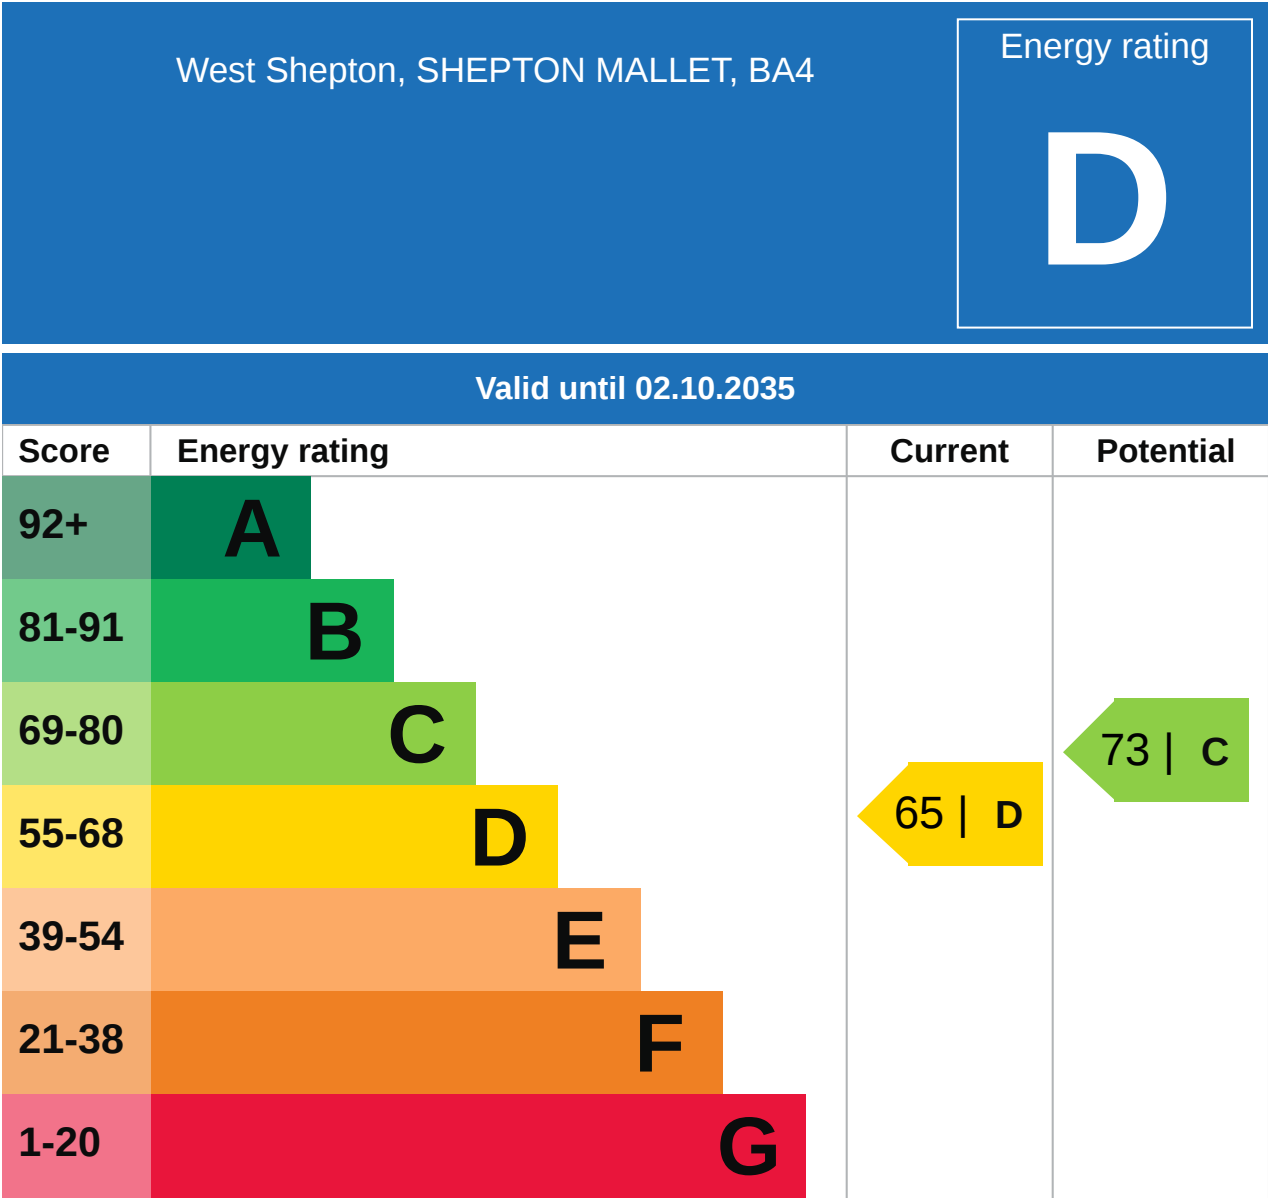 West Shepton, SHEPTON MALLET, BA4
Energy rating
D
Valid until 02.10.2035
Score Energy rating Current Potential
92+ A
81-91 B
69-80 C
73 | C
55-68 D
65 | D
39-54 E
21-38 F
1-20 G